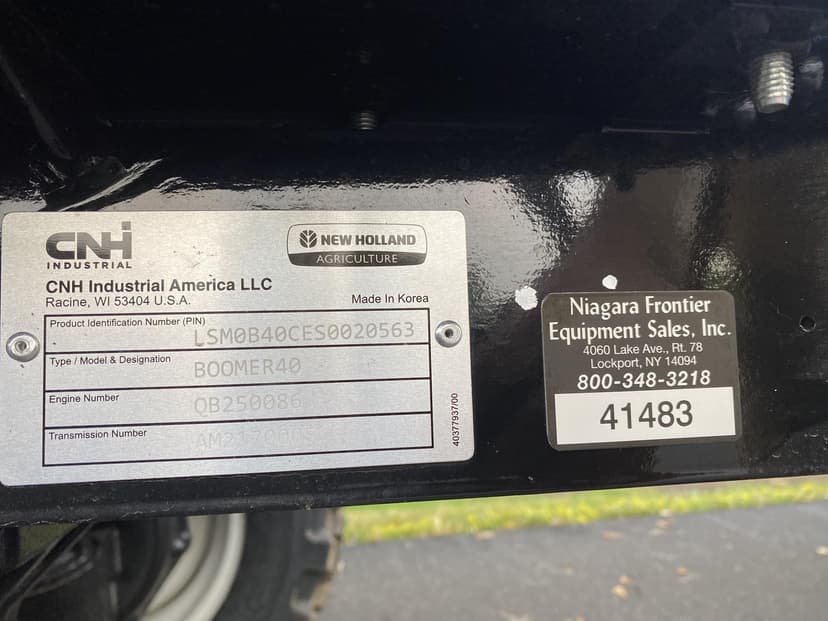 CNH
INDUSTRIAL
NEW HOLLAND
AGRICULTURE
CNH Industrial America LLC
Racine, WI 53404 U.S.A.
Made In Korea
Product Identification Number (PIN)
LSM0B40CES0020563
Type / Model & Designation
BOOMER40
Engine Number
Transmission Number
40377937/00
Niagara Frontier
Equipment Sales, Inc.
4060 Lake Ave., Rt. 78
Lockport, NY 14094
800-348-3218
41483